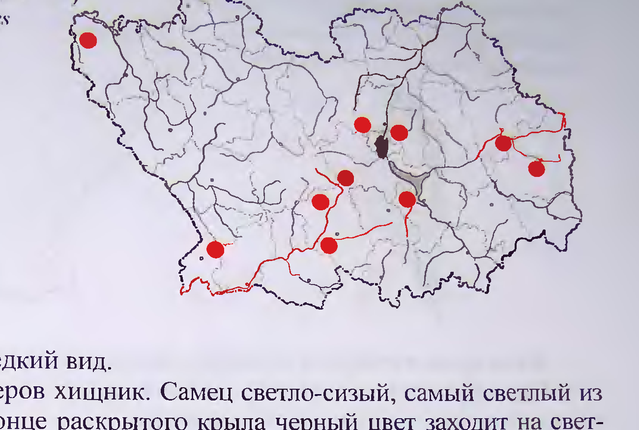 едкий вид.
еров хищник. Самец светло-сизый, самый светлый из
онце раскрытого крыла черный цвет заходит на свет-